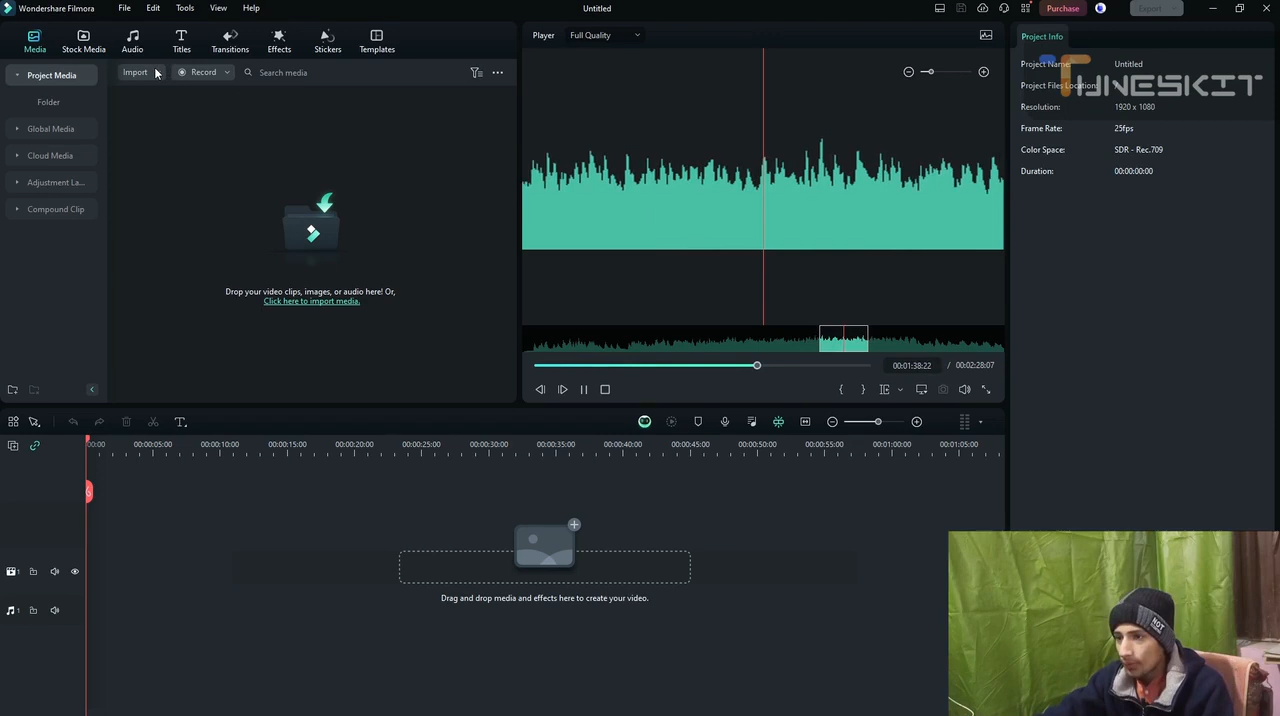 Wondershare Filmora
File
Edit
Tools
View
Help
Untitled
Purchase
Export
Media
Stock Media
Audio
Titles
Transitions
Effects
Stickers
Templates
Player
Full Quality
Project Info
Project Media
Import
Record
Search media
Folder
Global Media
Cloud Media
Adjustment La...
Compound Clip
Drop your video clips, images, or audio here! Or,
Click here to import media.
TUNESKIT
Project Name:
Untitled
Project Files Location:
Resolution:
1920 x 1080
Frame Rate:
25fps
Color Space:
SDR - Rec.709
Duration:
00:00:00:00
00:01:38:22 / 00:02:28:07
00:00
00:00:05:00
00:00:10:00
00:00:15:00
00:00:20:00
00:00:25:00
00:00:30:00
00:00:35:00
00:00:40:00
00:00:45:00
00:00:50:00
00:00:55:00
00:01:00:00
00:01:05:00
1
1
Drag and drop media and effects here to create your video.
NOT